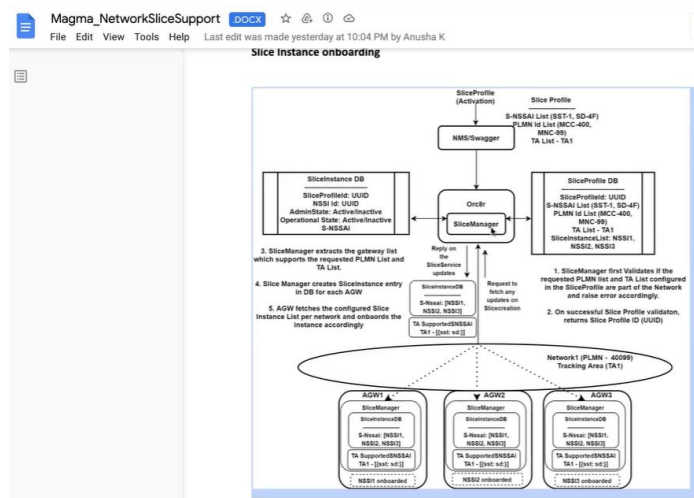 Magma_NetworkSliceSupport .DOCX
File Edit View Tools Help Last edit was made yesterday at 10:04 PM by Anusha K
Slice Instance onboarding
SliceProfile
(Activation)
Slice Profile
S-NSSAI List (SST-1, SD-4F)
PLMN Id List (MCC-400,
MNC-99)
TA List - TA1
NMS/Swagger
SliceInstance DB
SliceProfileId: UUID
NSSI Id: UUID
AdminState: Active/Inactive
Operational State: Active/Inactive
S-NSSAI
Orc8r
SliceManager
SliceProfile DB
SliceProfileId: UUID
S-NSSAI List (SST-1, SD-4F)
PLMN Id List (MCC-400,
MNC-99)
TA List - TA1
SliceInstanceList: NSSI1,
NSSI2, NSSI3
3. SliceManager extracts the gateway list
which supports the requested PLMN List and
TA List.
4. Slice Manager creates SliceInstance entry
in DB for each AGW
5. AGW fetches the configured Slice
Instance List per network and onbaords the
instance accordingly
Reply on
the
SliceService
updates
SliceInstanceDB
S-Nssai: [NSSI1,
NSSI2, NSSI3]
TA SupportedSNSSAI
TA1 - [{sst: sd:}]
Request to
fetch any
updates on
Slicecreation
1. SliceManager first Validates if the
requested PLMN list and TA List configured
in the SliceProfile are part of the Network
and raise error accordingly.
2. On successful Slice Profile validaton,
returns Slice Profile ID (UUID)
Network1 (PLMN - 40099)
Tracking Area (TA1)
AGW1
SliceManager
SliceInstanceDB
S-Nssai: [NSSI1,
NSSI2, NSSI3]
TA SupportedSNSSAI
TA1 - [{sst: sd:}]
NSSI1 onboarded
AGW2
SliceManager
SliceInstanceDB
S-Nssai: [NSSI1,
NSSI2, NSSI3]
TA SupportedSNSSAI
TA1 - [{sst: sd:}]
NSSI2 onboarded
AGW3
SliceManager
SliceInstanceDB
S-Nssai: [NSSI1,
NSSI2, NSSI3]
TA SupportedSNSSAI
TA1 - [{sst: sd:}]
NSSI3 onboarded